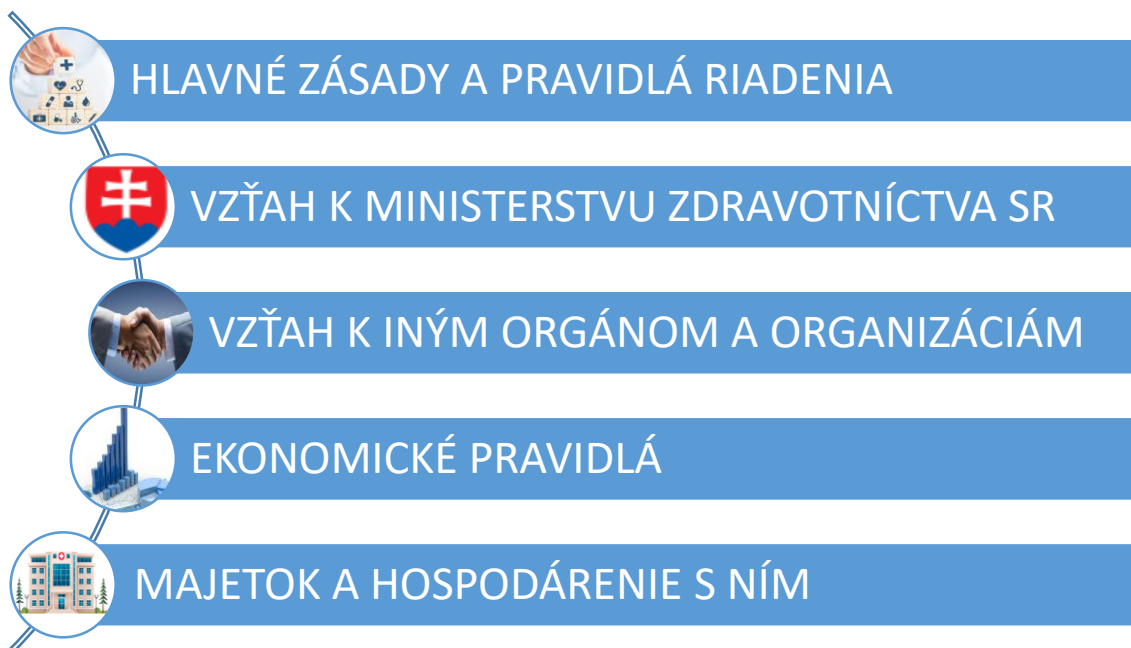 HLAVNÉ ZÁSADY A PRAVIDLÁ RIADENIA
VZŤAH K MINISTERSTVU ZDRAVOTNÍCTVA SR
VZŤAH K INÝM ORGÁNOM A ORGANIZÁCIÁM
EKONOMICKÉ PRAVIDLÁ
MAJETOK A HOSPODÁRENIE S NÍM